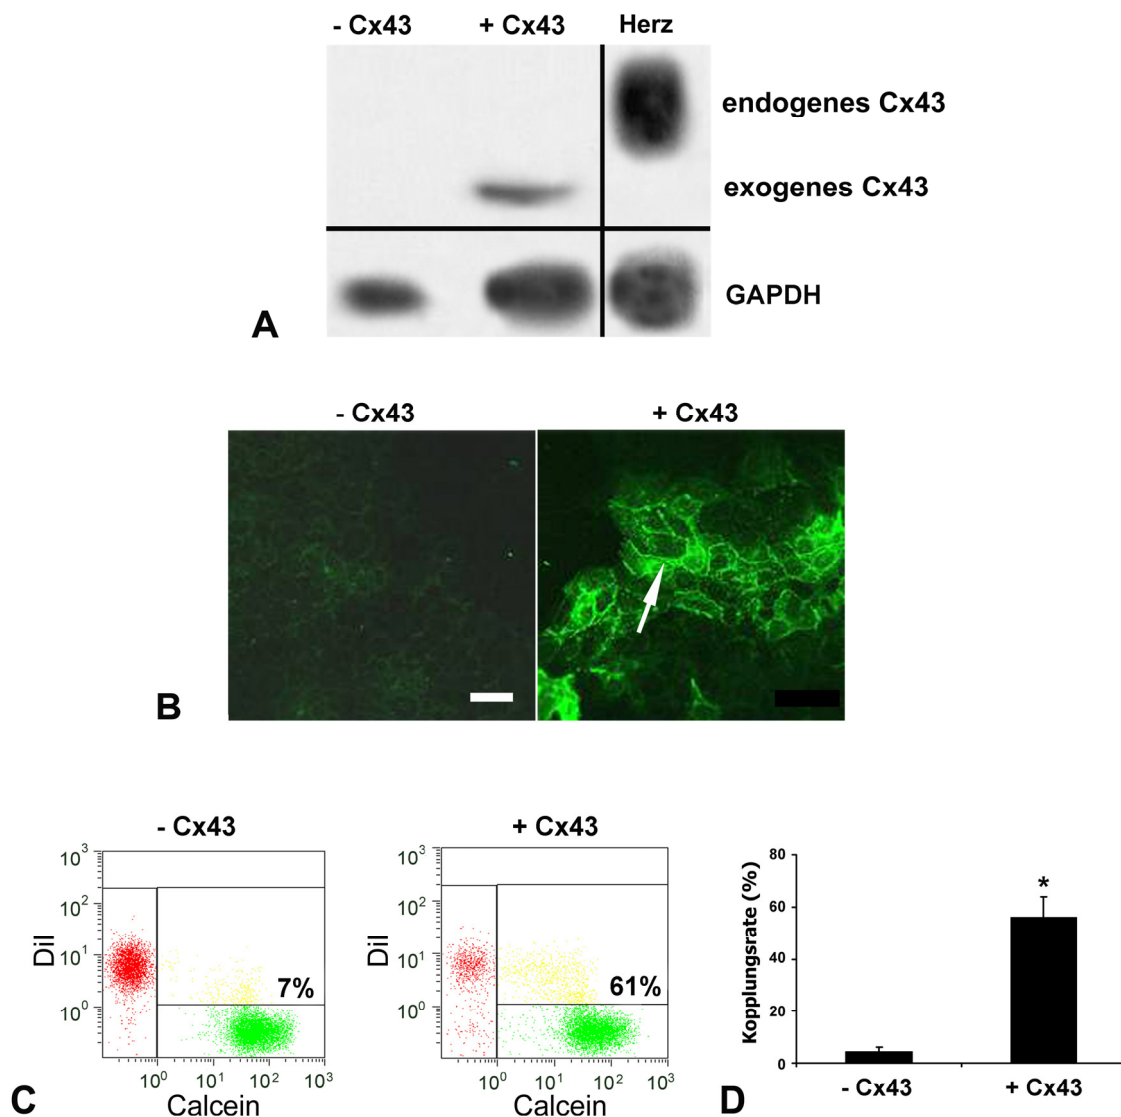 - Cx43 + Cx43 Herz
endogenes Cx43
exogenes Cx43
GAPDH
A
- Cx43 + Cx43
B
- Cx43
10³
10²
10¹
10⁰
DiI
7%
10⁰ 10¹ 10² 10³
Calcein
C
+ Cx43
10³
10²
10¹
10⁰
DiI
61%
10⁰ 10¹ 10² 10³
Calcein
80
60
40
20
0
Kopplungsrate (%)
*
- Cx43 + Cx43
D